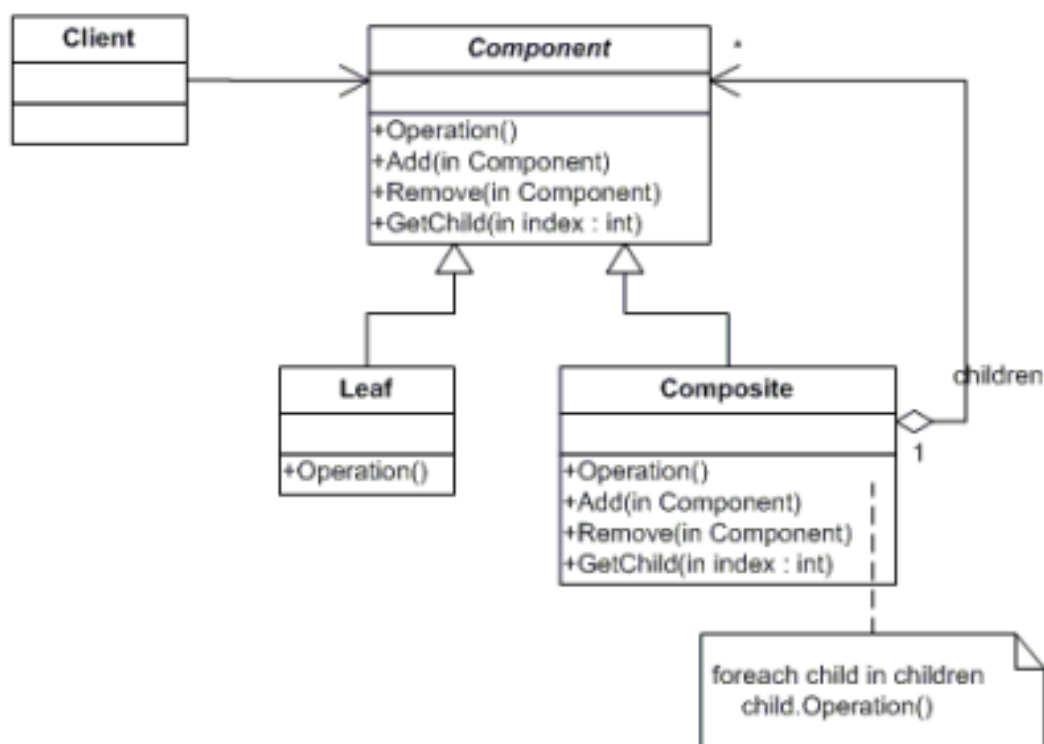 Client
Component
*
+Operation()
+Add(in Component)
+Remove(in Component)
+GetChild(in index : int)
children
Leaf
+Operation()
Composite
1
+Operation()
+Add(in Component)
+Remove(in Component)
+GetChild(in index : int)
foreach child in children
child.Operation()